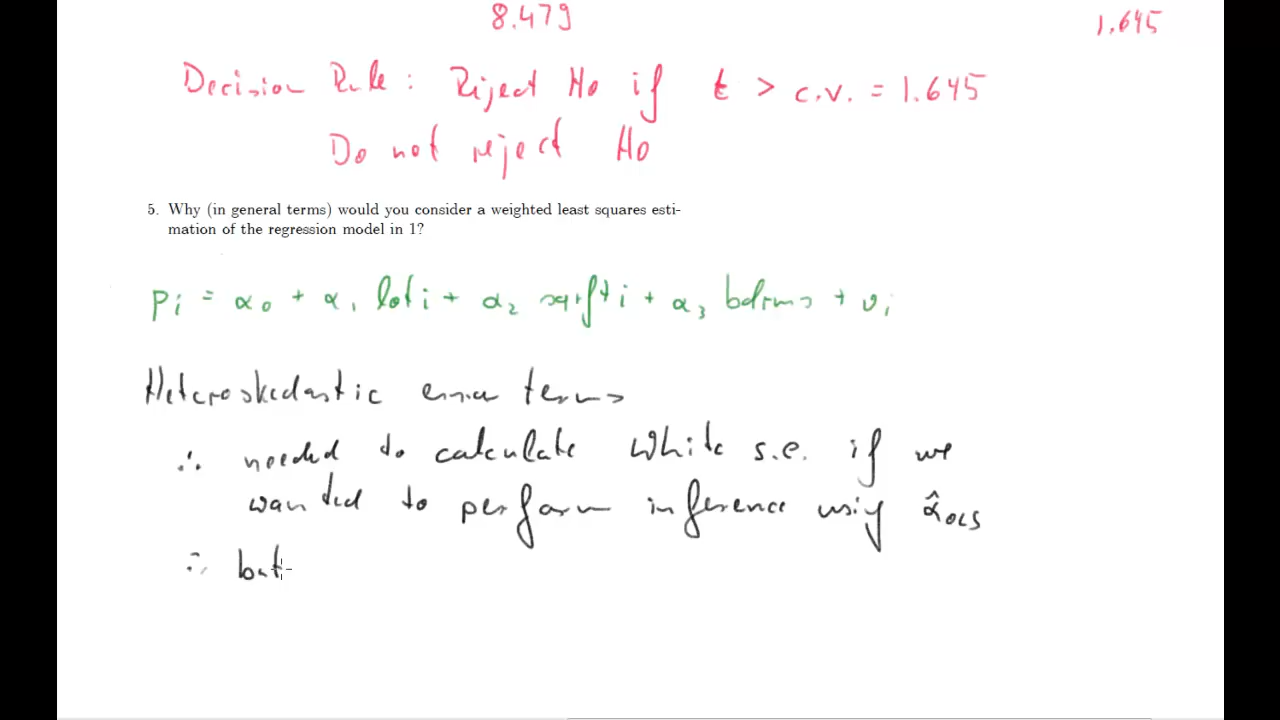 8.479
1.645
Decision Rule: Reject Ho if t > c.v. = 1.645
Do not reject Ho
5. Why (in general terms) would you consider a weighted least squares esti-
mation of the regression model in 1?
pᵢ = α₀ + α₁ lotᵢ + α₂ sqrftᵢ + α₃ bdrms + vᵢ
Heteroskedastic error terms
∴ needed to calculate White s.e. if we
wanted to perform inference using α̂OLS
∴ but